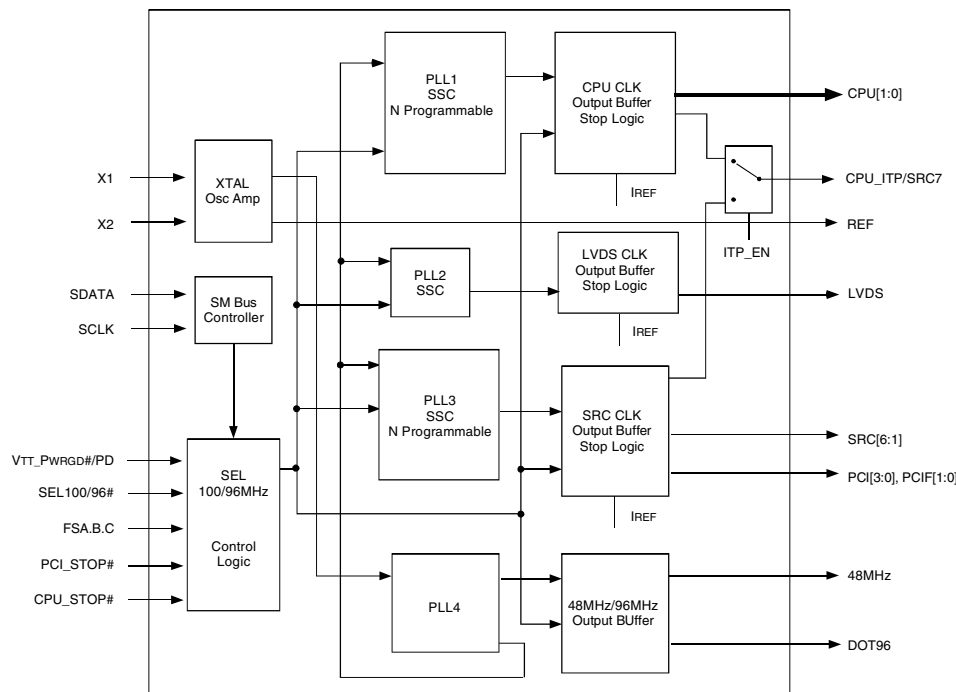 PLL1
SSC
N Programmable
CPU CLK
Output Buffer
Stop Logic
CPU[1:0]
IREF
X1
X2
XTAL
Osc Amp
CPU_ITP/SRC7
REF
ITP_EN
SDATA
SCLK
SM Bus
Controller
PLL2
SSC
LVDS CLK
Output Buffer
Stop Logic
LVDS
IREF
PLL3
SSC
N Programmable
SRC CLK
Output Buffer
Stop Logic
SRC[6:1]
PCI[3:0], PCIF[1:0]
IREF
VTT_PWRGD#/PD
SEL100/96#
FSA.B.C
PCI_STOP#
CPU_STOP#
SEL
100/96MHz
Control
Logic
PLL4
48MHz/96MHz
Output BUffer
48MHz
DOT96